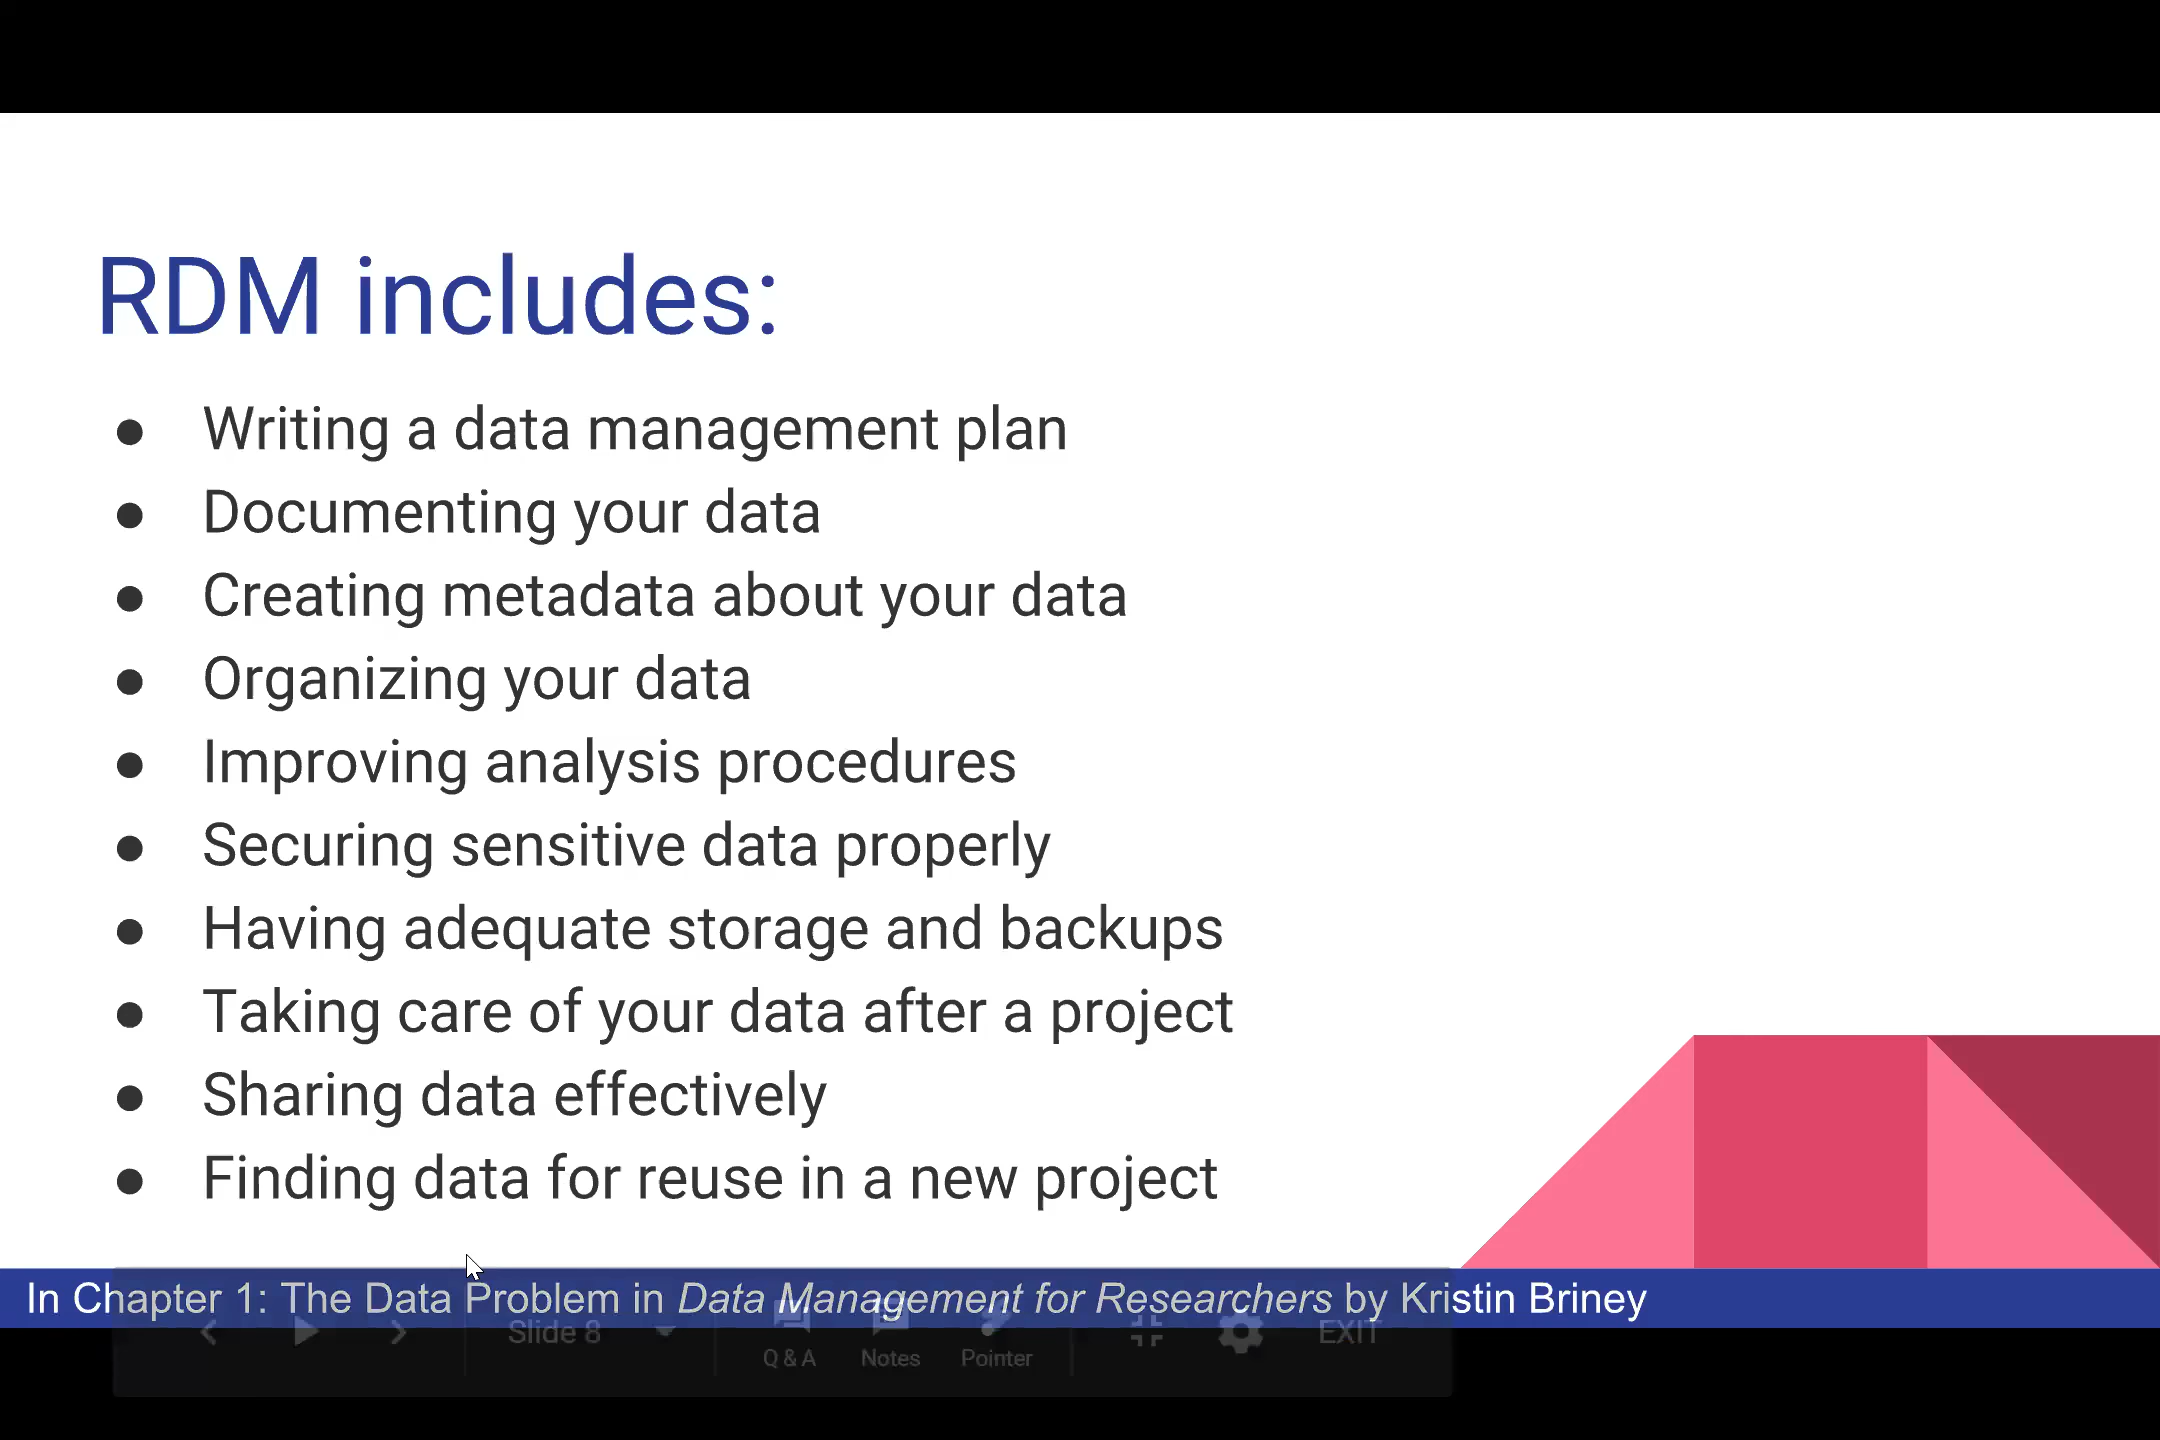 RDM includes:
● Writing a data management plan
● Documenting your data
● Creating metadata about your data
● Organizing your data
● Improving analysis procedures
● Securing sensitive data properly
● Having adequate storage and backups
● Taking care of your data after a project
● Sharing data effectively
● Finding data for reuse in a new project
In Chapter 1: The Data Problem in Data Management for Researchers by Kristin Briney
Slide 8 EXIT
Q & A Notes Pointer